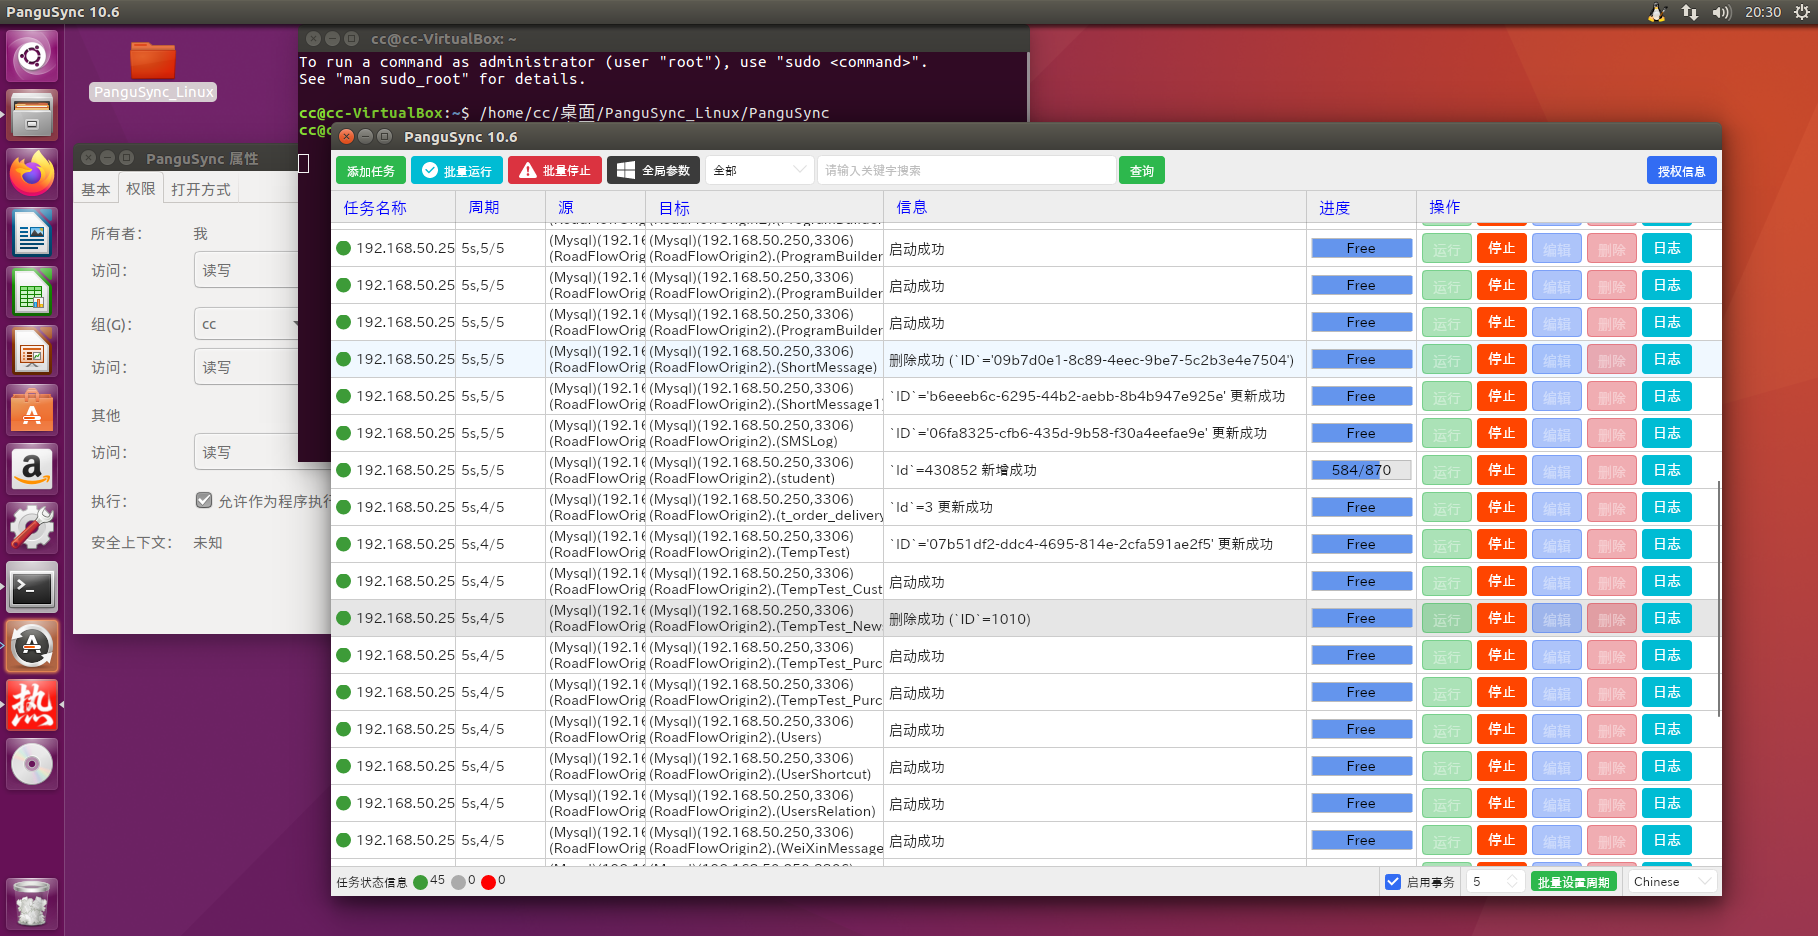 PanguSync 10.6
20:30
PanguSync_Linux
cc@cc-VirtualBox: ~
To run a command as administrator (user "root"), use "sudo <command>".
See "man sudo_root" for details.
cc@cc-VirtualBox:~$ /home/cc/桌面/PanguSync_Linux/PanguSync
cc@c
PanguSync 属性
基本 权限 打开方式
所有者： 我
访问： 读写
组(G)： cc
访问： 读写
其他
访问： 读写
执行： 允许作为程序执行
安全上下文： 未知
热
PanguSync 10.6
添加任务 批量运行 批量停止 全局参数 全部 请输入关键字搜索 查询 授权信息
任务名称 周期 源 目标 信息 进度 操作
192.168.50.25 5s,5/5 (Mysql)(192.16 (Mysql)(192.168.50.250,3306) 启动成功 Free 运行 停止 编辑 删除 日志
(RoadFlowOrig (RoadFlowOrigin2).(ProgramBuilder
192.168.50.25 5s,5/5 (Mysql)(192.16 (Mysql)(192.168.50.250,3306) 启动成功 Free 运行 停止 编辑 删除 日志
(RoadFlowOrig (RoadFlowOrigin2).(ProgramBuilder
192.168.50.25 5s,5/5 (Mysql)(192.16 (Mysql)(192.168.50.250,3306) 启动成功 Free 运行 停止 编辑 删除 日志
(RoadFlowOrig (RoadFlowOrigin2).(ProgramBuilder
192.168.50.25 5s,5/5 (Mysql)(192.16 (Mysql)(192.168.50.250,3306) 删除成功 (`ID`='09b7d0e1-8c89-4eec-9be7-5c2b3e4e7504') Free 运行 停止 编辑 删除 日志
(RoadFlowOrig (RoadFlowOrigin2).(ShortMessage)
192.168.50.25 5s,5/5 (Mysql)(192.16 (Mysql)(192.168.50.250,3306) `ID`='b6eeeb6c-6295-44b2-aebb-8b4b947e925e' 更新成功 Free 运行 停止 编辑 删除 日志
(RoadFlowOrig (RoadFlowOrigin2).(ShortMessage1
192.168.50.25 5s,5/5 (Mysql)(192.16 (Mysql)(192.168.50.250,3306) `ID`='06fa8325-cfb6-435d-9b58-f30a4eefae9e' 更新成功 Free 运行 停止 编辑 删除 日志
(RoadFlowOrig (RoadFlowOrigin2).(SMSLog)
192.168.50.25 5s,5/5 (Mysql)(192.16 (Mysql)(192.168.50.250,3306) `Id`=430852 新增成功 584/870 运行 停止 编辑 删除 日志
(RoadFlowOrig (RoadFlowOrigin2).(student)
192.168.50.25 5s,4/5 (Mysql)(192.16 (Mysql)(192.168.50.250,3306) `Id`=3 更新成功 Free 运行 停止 编辑 删除 日志
(RoadFlowOrig (RoadFlowOrigin2).(t_order_delivery
192.168.50.25 5s,4/5 (Mysql)(192.16 (Mysql)(192.168.50.250,3306) `ID`='07b51df2-ddc4-4695-814e-2cfa591ae2f5' 更新成功 Free 运行 停止 编辑 删除 日志
(RoadFlowOrig (RoadFlowOrigin2).(TempTest)
192.168.50.25 5s,4/5 (Mysql)(192.16 (Mysql)(192.168.50.250,3306) 启动成功 Free 运行 停止 编辑 删除 日志
(RoadFlowOrig (RoadFlowOrigin2).(TempTest_Cust
192.168.50.25 5s,4/5 (Mysql)(192.16 (Mysql)(192.168.50.250,3306) 删除成功 (`ID`=1010) Free 运行 停止 编辑 删除 日志
(RoadFlowOrig (RoadFlowOrigin2).(TempTest_New
192.168.50.25 5s,4/5 (Mysql)(192.16 (Mysql)(192.168.50.250,3306) 启动成功 Free 运行 停止 编辑 删除 日志
(RoadFlowOrig (RoadFlowOrigin2).(TempTest_Purc
192.168.50.25 5s,4/5 (Mysql)(192.16 (Mysql)(192.168.50.250,3306) 启动成功 Free 运行 停止 编辑 删除 日志
(RoadFlowOrig (RoadFlowOrigin2).(TempTest_Purc
192.168.50.25 5s,4/5 (Mysql)(192.16 (Mysql)(192.168.50.250,3306) 启动成功 Free 运行 停止 编辑 删除 日志
(RoadFlowOrig (RoadFlowOrigin2).(Users)
192.168.50.25 5s,4/5 (Mysql)(192.16 (Mysql)(192.168.50.250,3306) 启动成功 Free 运行 停止 编辑 删除 日志
(RoadFlowOrig (RoadFlowOrigin2).(UserShortcut)
192.168.50.25 5s,4/5 (Mysql)(192.16 (Mysql)(192.168.50.250,3306) 启动成功 Free 运行 停止 编辑 删除 日志
(RoadFlowOrig (RoadFlowOrigin2).(UsersRelation)
192.168.50.25 5s,4/5 (Mysql)(192.16 (Mysql)(192.168.50.250,3306) 启动成功 Free 运行 停止 编辑 删除 日志
(RoadFlowOrig (RoadFlowOrigin2).(WeiXinMessage
任务状态信息 45 0 0 启用事务 5 批量设置周期 Chinese